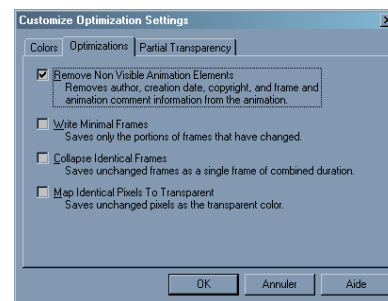 Customize Optimization Settings
Colors Optimizations Partial Transparency
Remove Non Visible Animation Elements
Removes author, creation date, copyright, and frame and
animation comment information from the animation.
Write Minimal Frames
Saves only the portions of frames that have changed.
Collapse Identical Frames
Saves unchanged frames as a single frame of combined duration.
Map Identical Pixels To Transparent
Saves unchanged pixels as the transparent color.
OK Annuler Aide